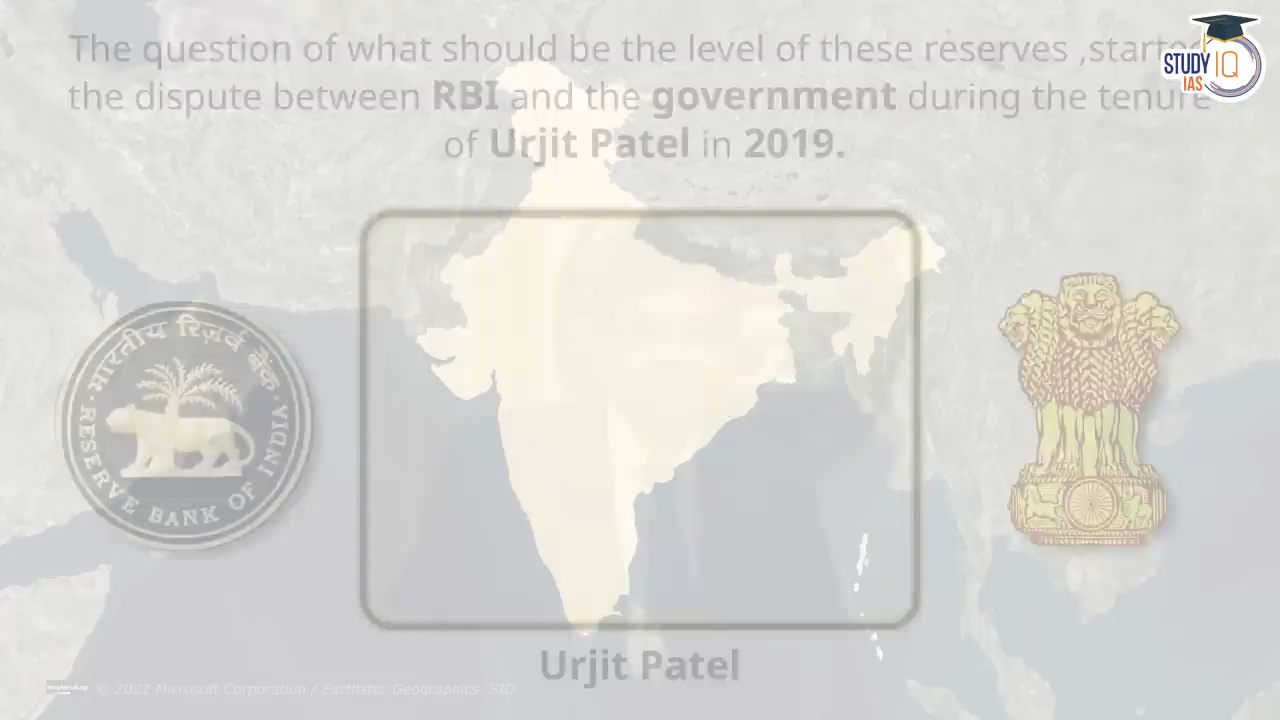 The question of what should be the level of these reserves ,started
the dispute between RBI and the government during the tenure
of Urjit Patel in 2019.
STUDY IQ
IAS
भारतीय रिज़र्व बैंक
RESERVE BANK OF INDIA
Urjit Patel
© 2022 Microsoft Corporation / Earthstar Geographics SIO